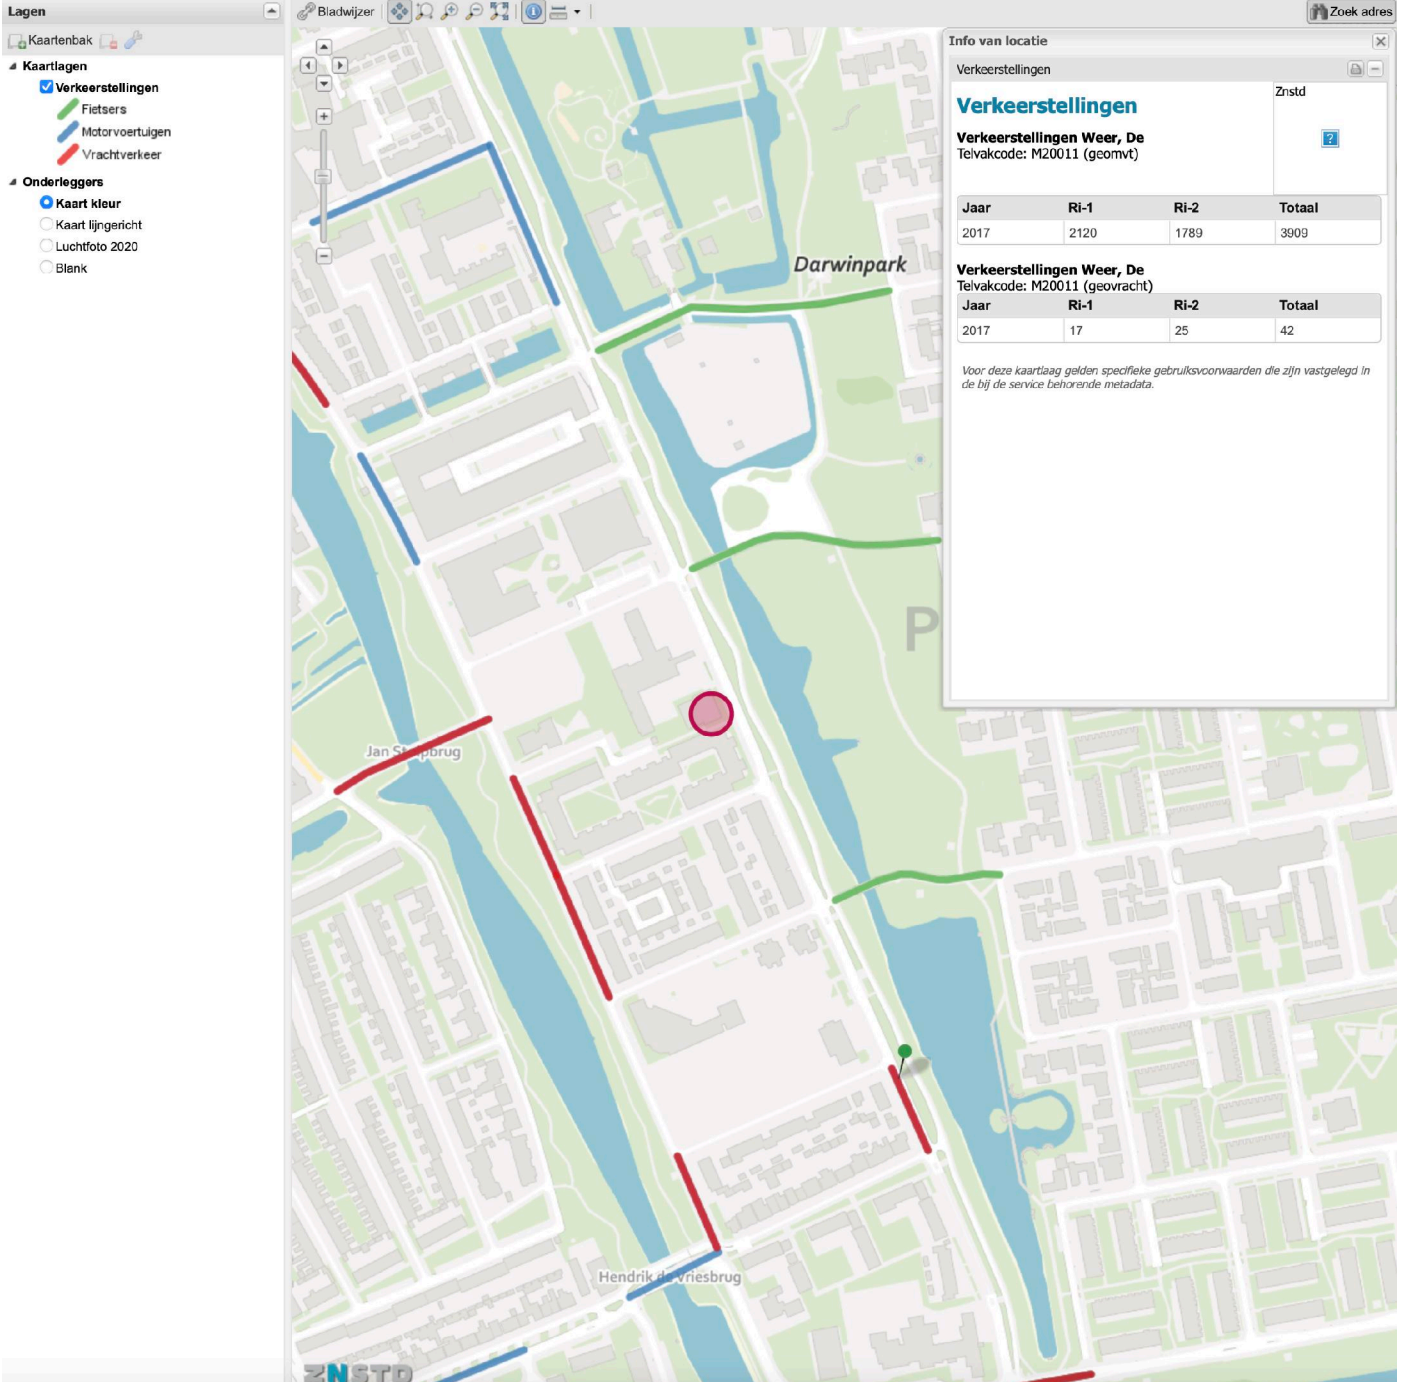 Lagen
Kaartenbak
Kaartlagen
Verkeerstellingen
Fietsers
Motorvoertuigen
Vrachtverkeer
Onderleggers
Kaart kleur
Kaart lijngericht
Luchtfoto 2020
Blank
Bladwijzer
Zoek adres
Darwinpark
P
Jan Stolpbrug
Hendrik de Vriesbrug
ZNSTD
Info van locatie
Verkeerstellingen
Verkeerstellingen
Znstd
Verkeerstellingen Weer, De
Telvakcode: M20011 (geomvt)
Jaar Ri-1 Ri-2 Totaal
2017 2120 1789 3909
Verkeerstellingen Weer, De
Telvakcode: M20011 (geovracht)
Jaar Ri-1 Ri-2 Totaal
2017 17 25 42
Voor deze kaartlaag gelden specifieke gebruiksvoorwaarden die zijn vastgelegd in
de bij de service behorende metadata.